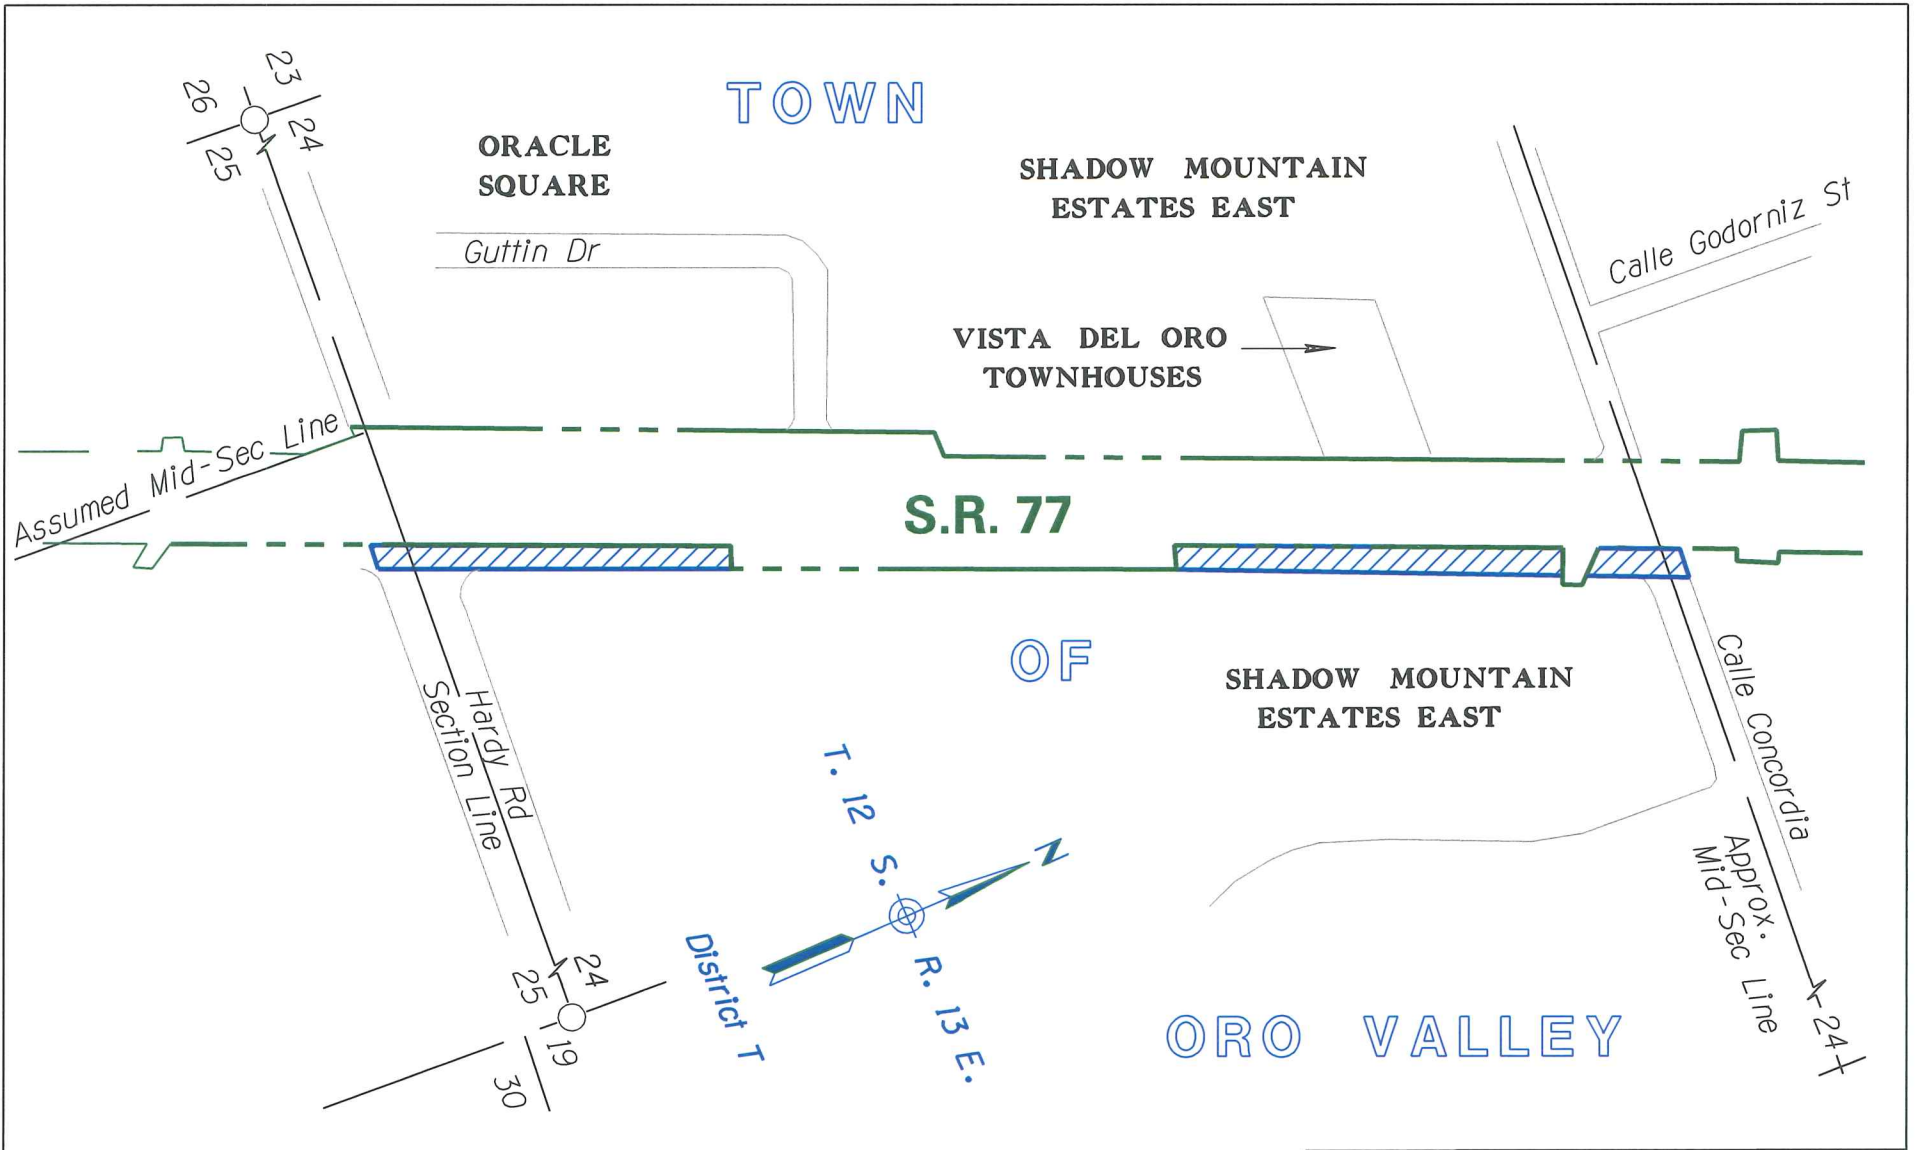 TOWN
23
26
24
25
ORACLE
SQUARE
SHADOW MOUNTAIN
ESTATES EAST
Guttin Dr
Calle Godorniz St
VISTA DEL ORO
TOWNHOUSES
Assumed Mid-Sec Line
S.R. 77
OF
SHADOW MOUNTAIN
ESTATES EAST
Hardy Rd
Section Line
Calle Concordia
Approx.
Mid-Sec Line
T. 12 S.
N
R. 13 E.
District T
24
25
19
30
ORO VALLEY
24